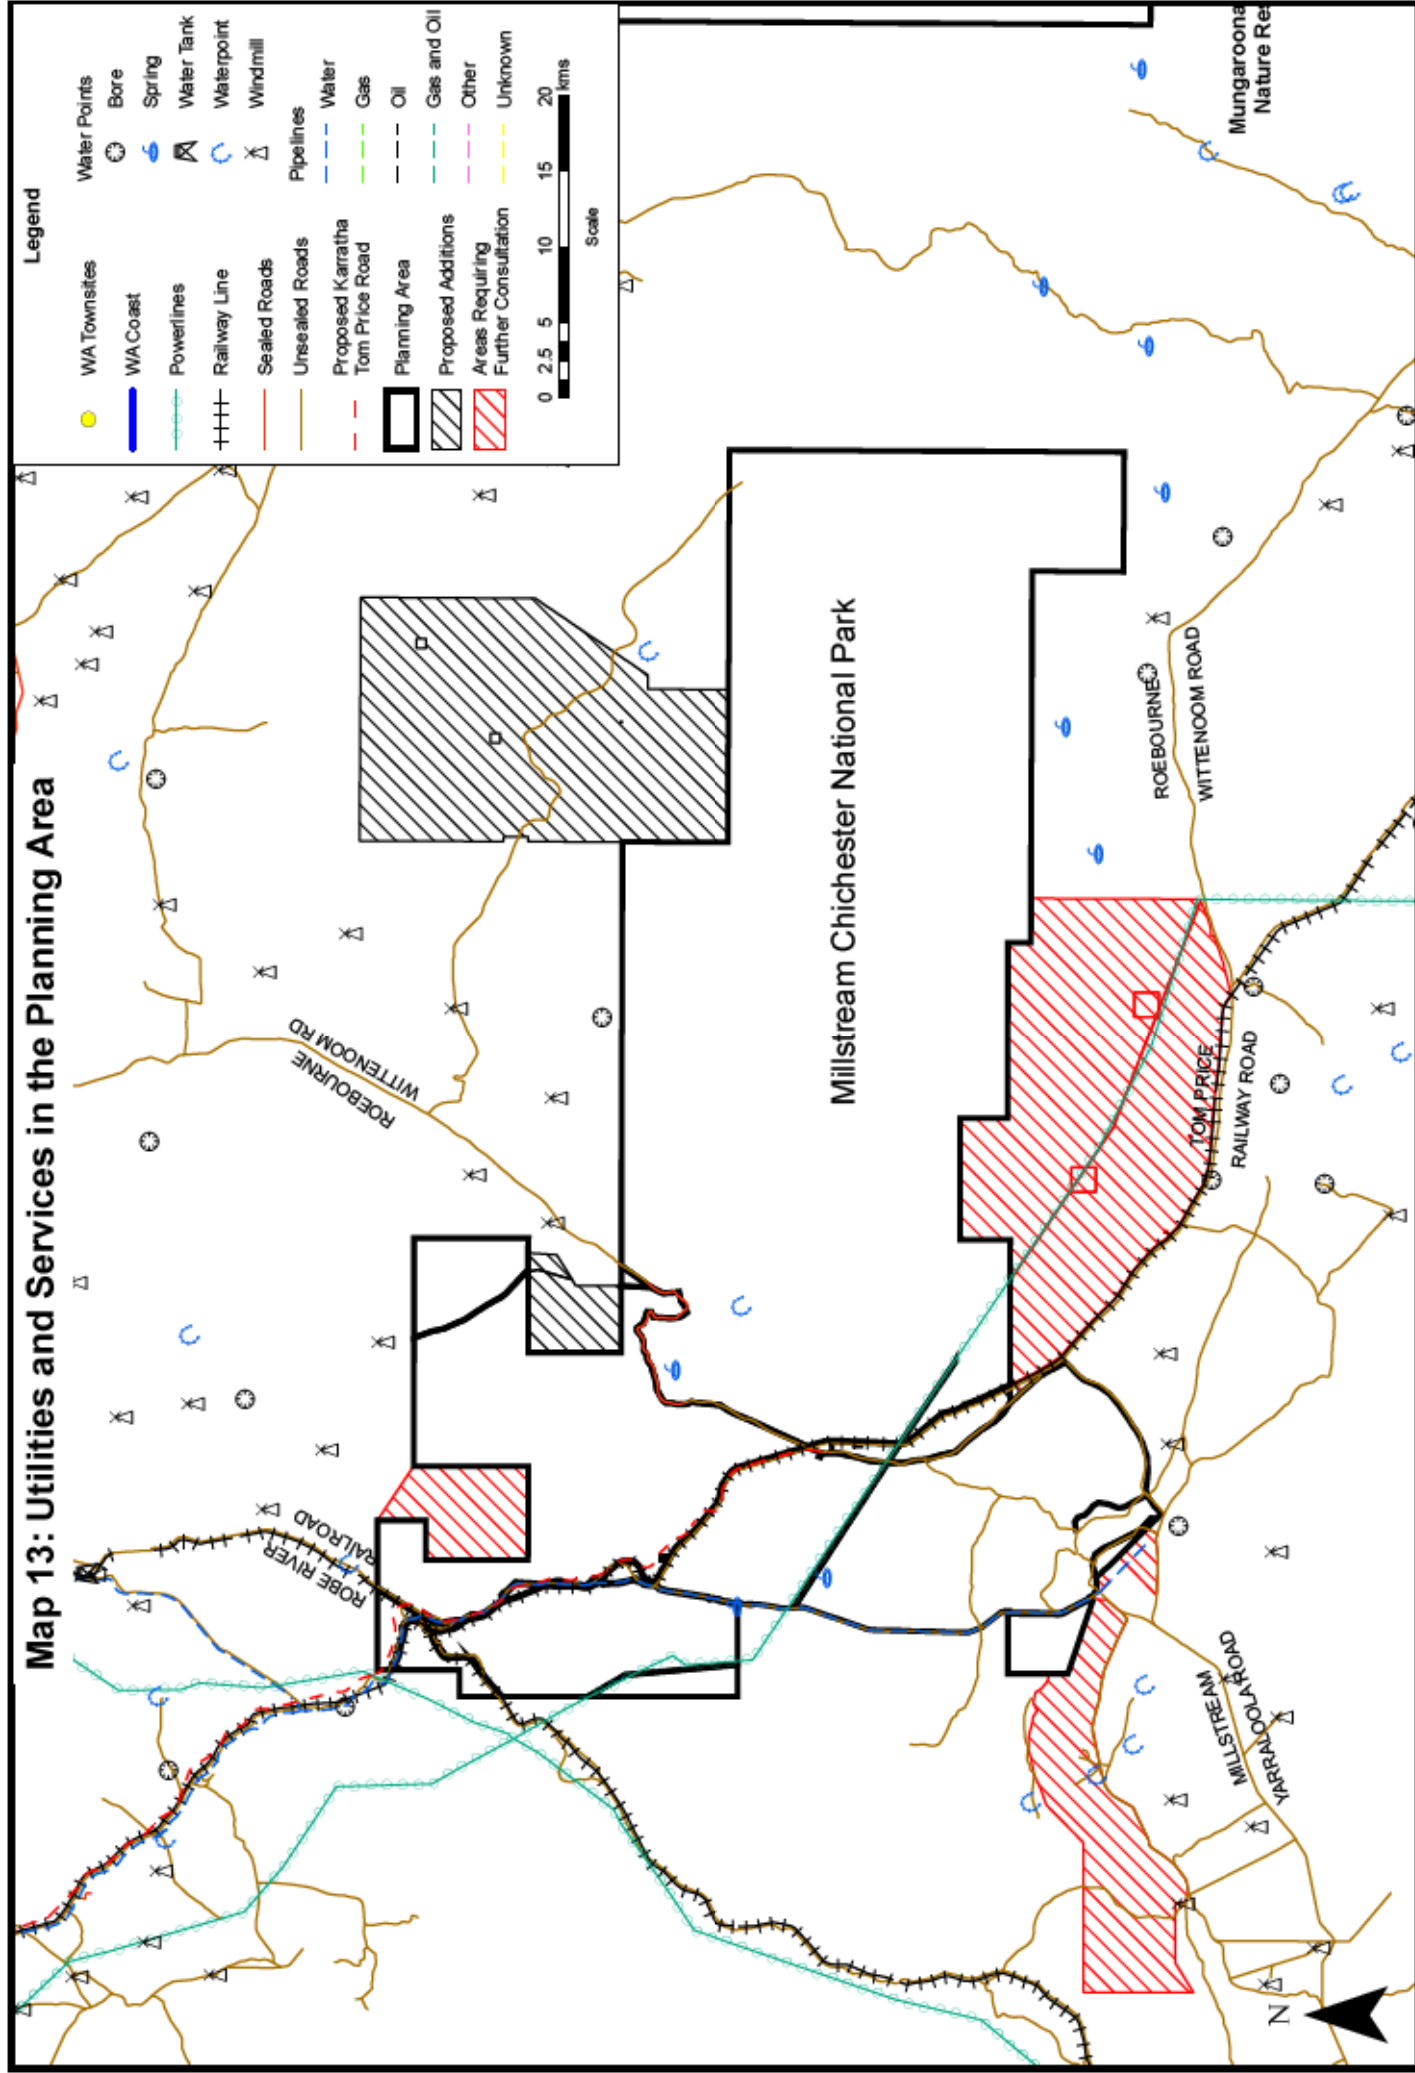 Map 13: Utilities and Services in the Planning Area
Legend
WA Townsites
WA Coast
Powerlines
Railway Line
Sealed Roads
Unsealed Roads
Proposed Karratha
Tom Price Road
Planning Area
Proposed Additions
Areas Requiring
Further Consultation
Water Points
Bore
Spring
Water Tank
Waterpoint
Windmill
Pipelines
Water
Gas
Oil
Gas and Oil
Other
Unknown
0 2.5 5 10 15 20
kms
Scale
ROEBOURNE
WITTENOOM RD
ROBE RIVER
RAILROAD
Millstream Chichester National Park
ROEBOURNE
WITTENOOM ROAD
TOM PRICE
RAILWAY ROAD
MILLSTREAM
YARRALOOLA ROAD
Mungaroona
Nature Res
N